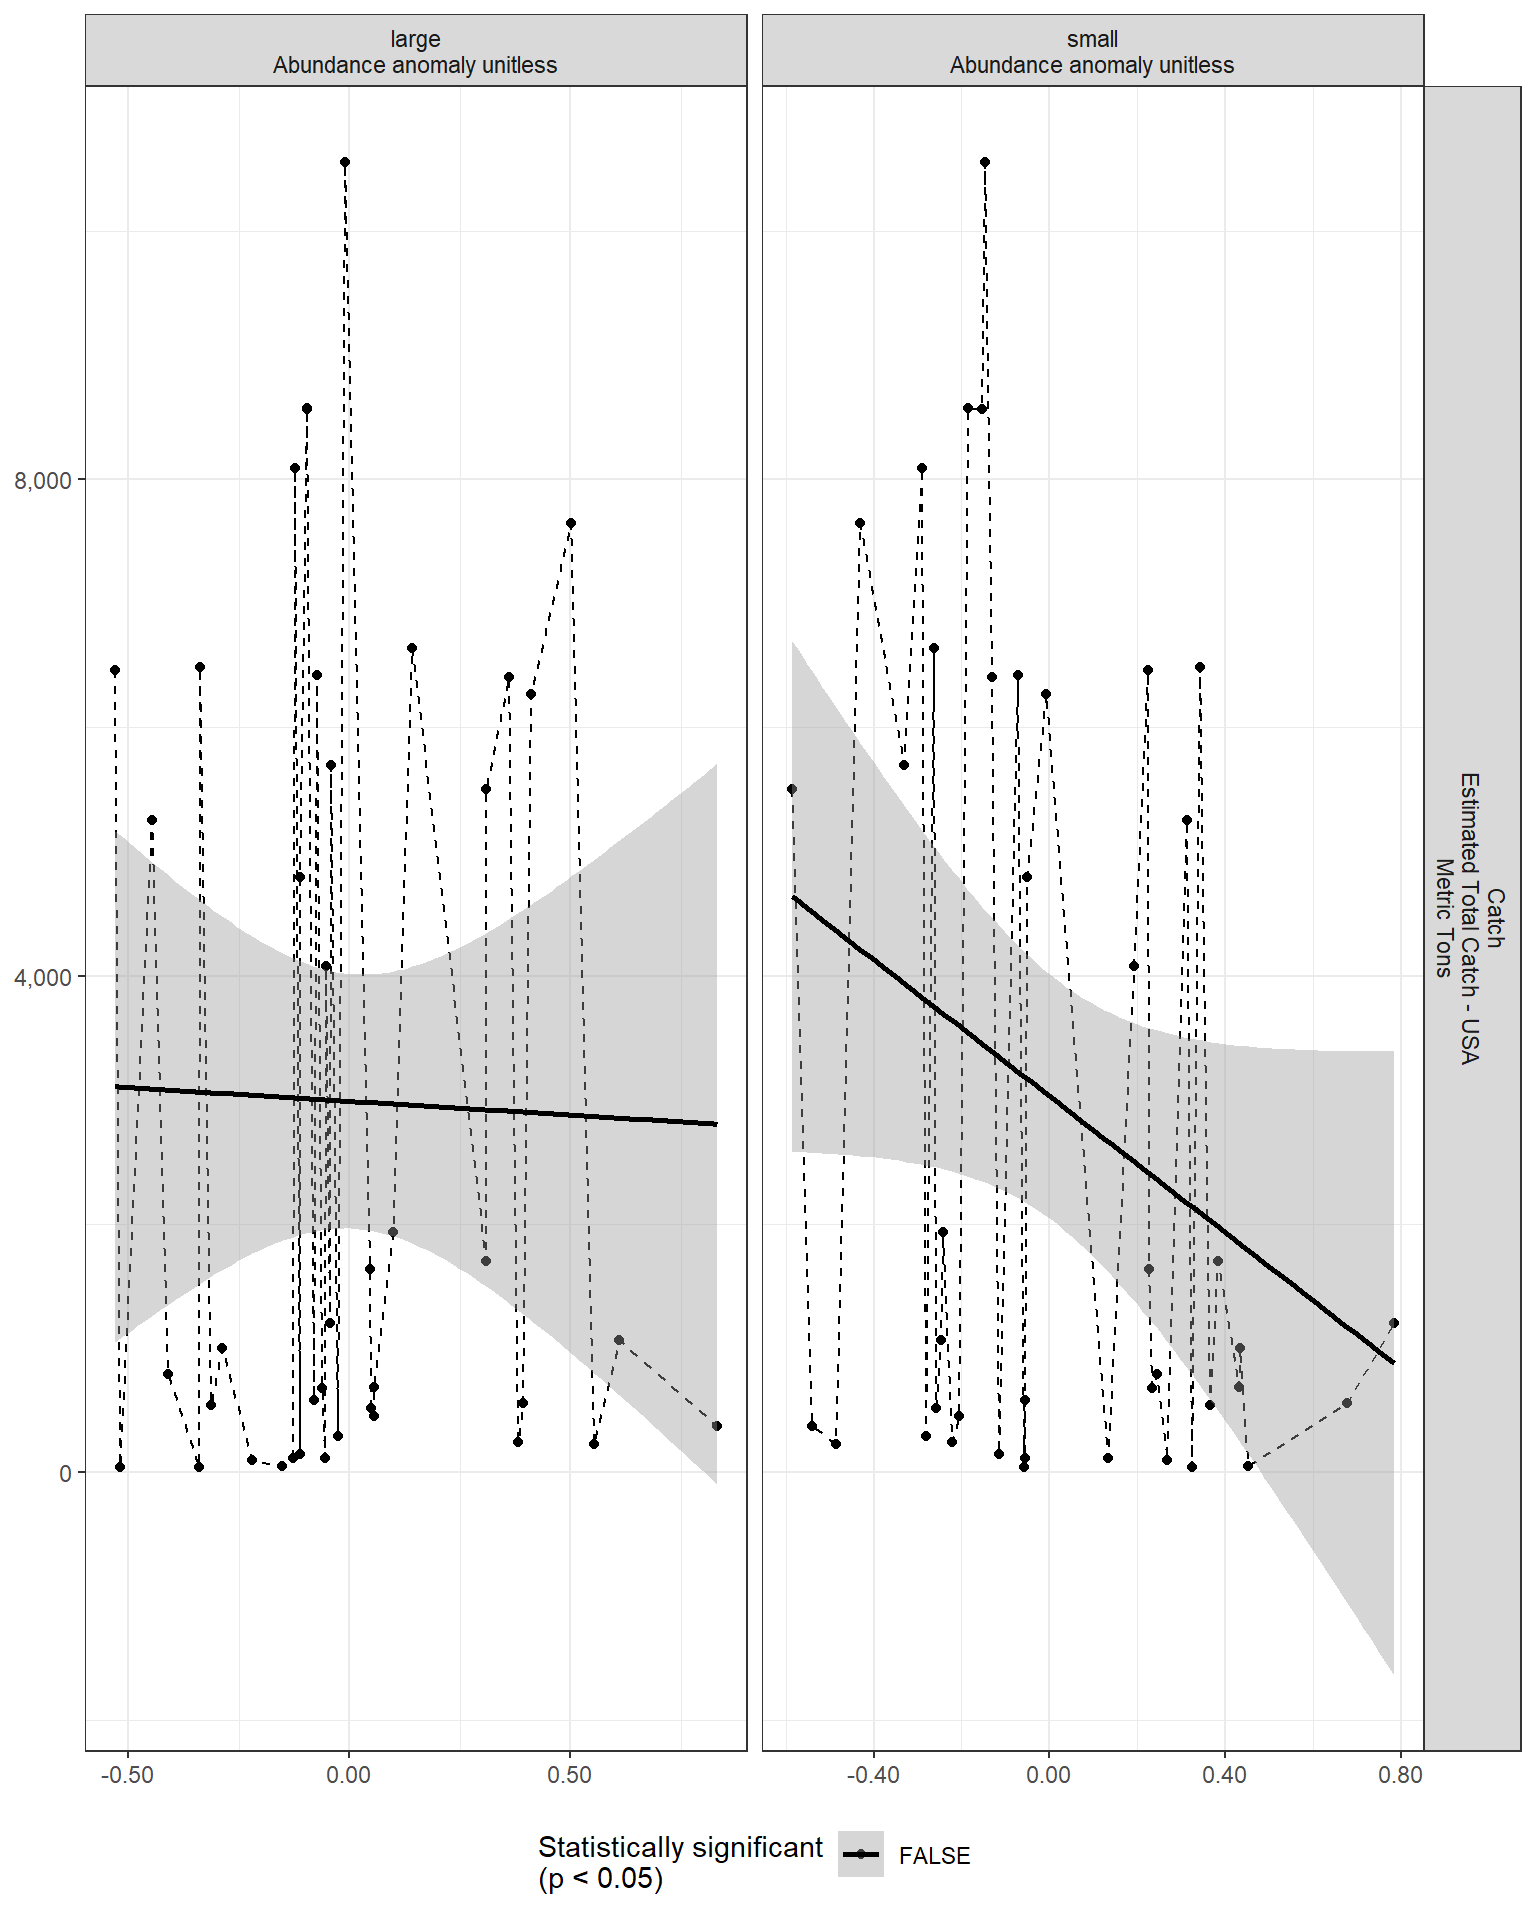 large
Abundance anomaly unitless
small
Abundance anomaly unitless
8,000
4,000
0
Catch
Estimated Total Catch - USA
Metric Tons
-0.50
0.00
0.50
-0.40
0.00
0.40
0.80
Statistically significant
(p < 0.05)
FALSE